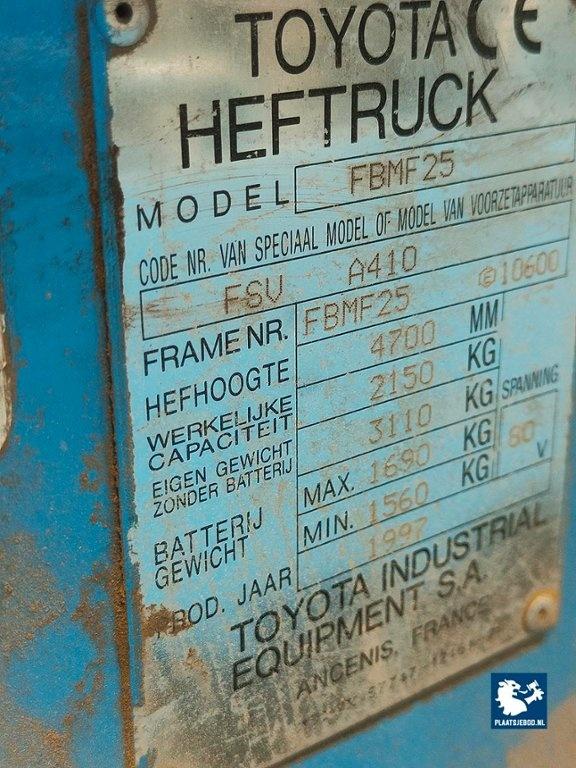 TOYOTA CE
HEFTRUCK
MODEL FBMF25
CODE NR. VAN SPECIAAL MODEL OF MODEL VAN VOORZETAPPARATUUR
FSV A410
FRAME NR. FBMF25 ©10600
HEFHOOGTE 4700 MM
WERKELIJKE CAPACITEIT 2150 KG
EIGEN GEWICHT ZONDER BATTERIJ 3110 KG
BATTERIJ GEWICHT MAX. 1690 KG SPANNING
MIN. 1560 KG 80 V
PROD. JAAR 1997
TOYOTA INDUSTRIAL
EQUIPMENT S.A.
ANCENIS, FRANCE
PLAATSJEBOD.NL